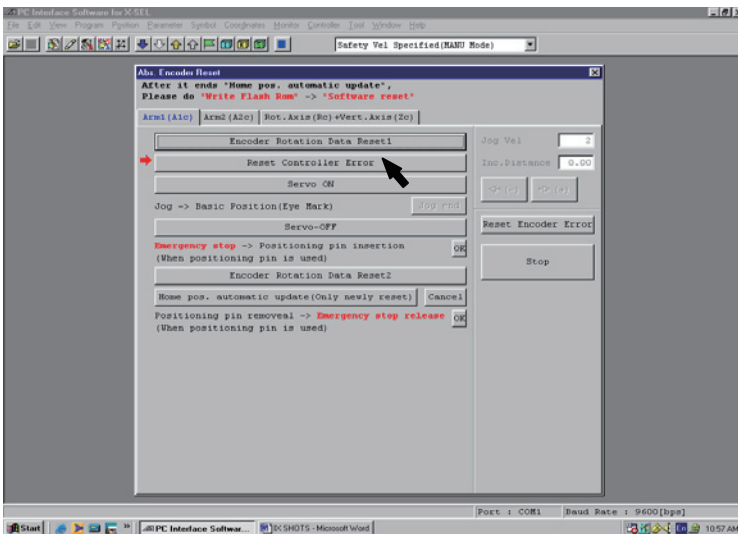 PC Interface Software for X-SEL
File Edit View Program Position Parameter Symbol Coordinates Monitor Controller Tool Window Help
Safety Vel Specified(MANU Mode)
Abs. Encoder Reset
After it ends "Home pos. automatic update",
Please do "Write Flash Rom" -> "Software reset"
Arm1(A1c) Arm2(A2c) Rot.Axis(Rc)+Vert.Axis(Zc)
Encoder Rotation Data Reset1
Reset Controller Error
Servo ON
Jog -> Basic Position(Eye Mark) Jog end
Servo-OFF
Emergency stop -> Positioning pin insertion
(When positioning pin is used) OK
Encoder Rotation Data Reset2
Home pos. automatic update(Only newly reset) Cancel
Positioning pin removeal -> Emergency stop release OK
(When positioning pin is used)
Jog Vel 2
Inc.Distance 0.00
(-) (+)
Reset Encoder Error
Stop
Port : COM1 Baud Rate : 9600[bps]
Start PC Interface Softwar... IX SHOTS - Microsoft Word 10:57 AM